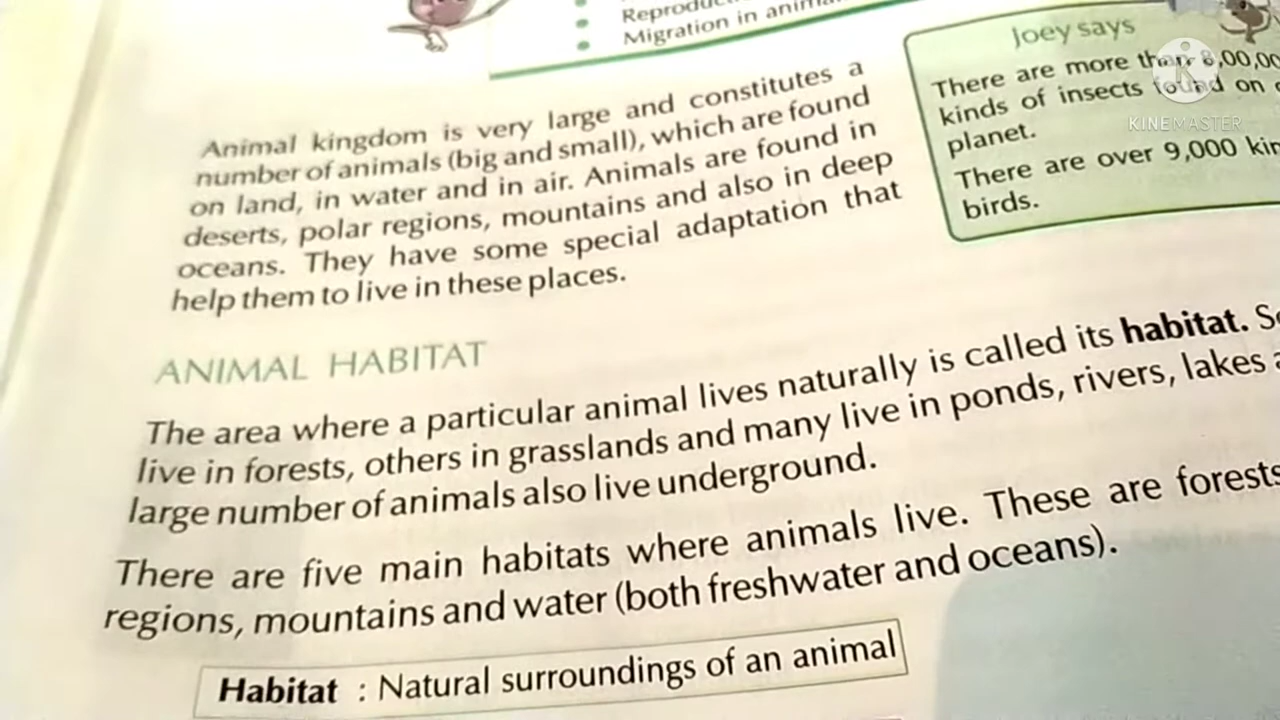 Migration in
Animal kingdom is very large and constitutes a
number of animals (big and small), which are found
on land, in water and in air. Animals are found in
deserts, polar regions, mountains and also in deep
oceans. They have some special adaptation that
help them to live in these places.
Joey says
There are more than 8,00,00
kinds of insects found on
planet.
There are over 9,000
birds.
KINEMASTER
ANIMAL HABITAT
The area where a particular animal lives naturally is called its habitat.
live in forests, others in grasslands and many live in ponds, rivers, lakes
large number of animals also live underground.
There are five main habitats where animals live. These are forests
regions, mountains and water (both freshwater and oceans).
Habitat : Natural surroundings of an animal